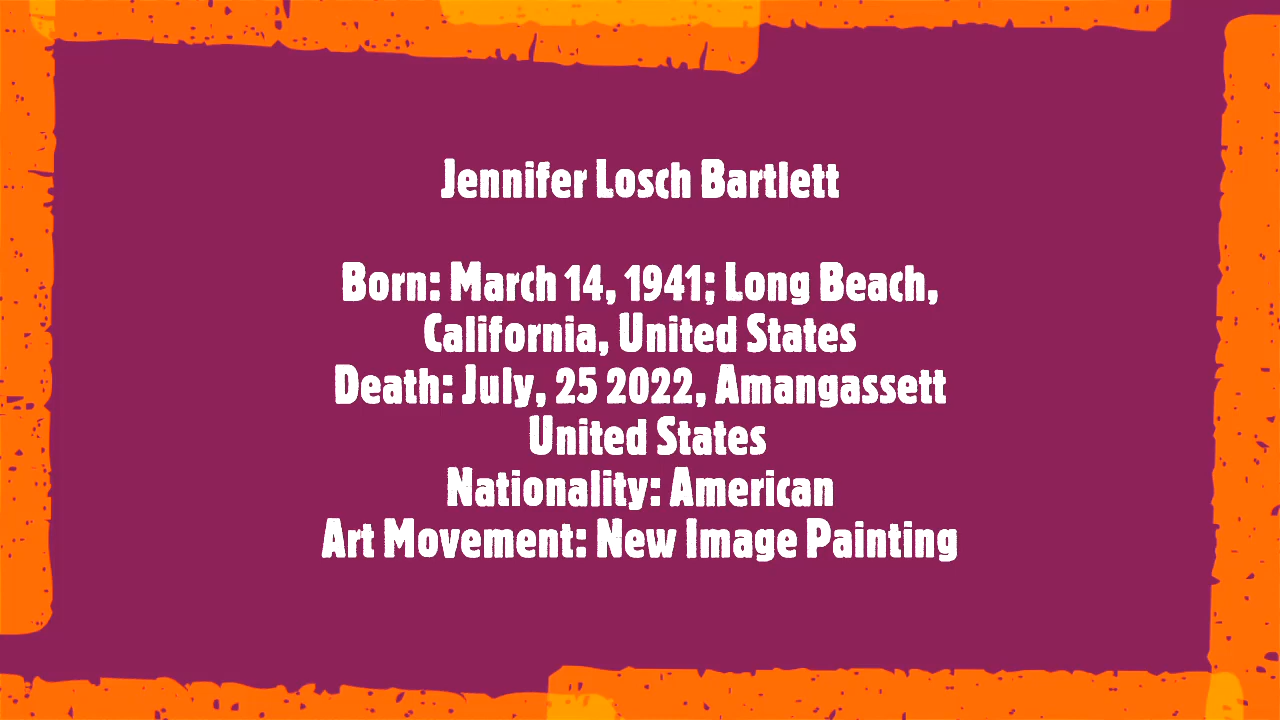 Jennifer Losch Bartlett
Born: March 14, 1941; Long Beach,
California, United States
Death: July, 25 2022, Amangassett
United States
Nationality: American
Art Movement: New Image Painting